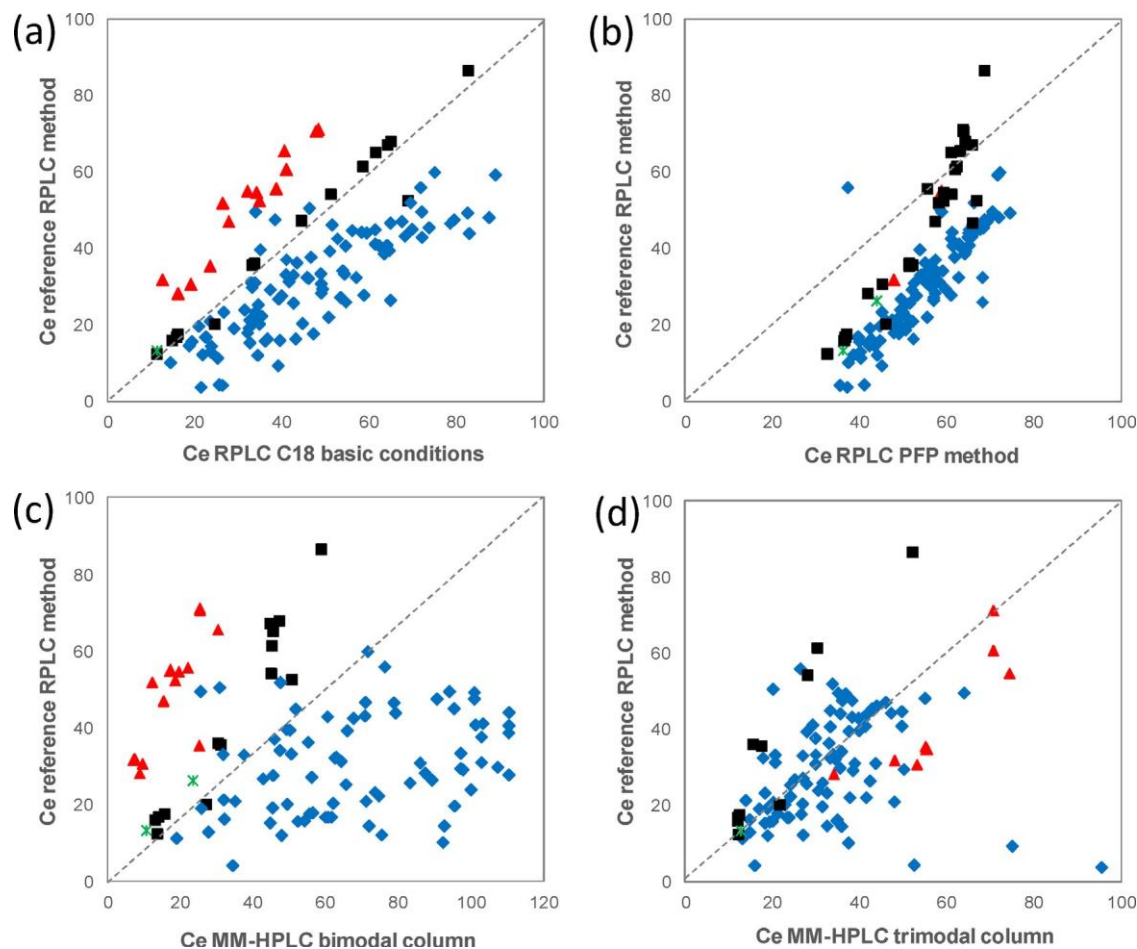 (a)
Ce reference RPLC method
100
80
60
40
20
0
0 20 40 60 80 100
Ce RPLC C18 basic conditions
(b)
Ce reference RPLC method
100
80
60
40
20
0
0 20 40 60 80 100
Ce RPLC PFP method
(c)
Ce reference RPLC method
100
80
60
40
20
0
0 20 40 60 80 100 120
Ce MM-HPLC bimodal column
(d)
Ce reference RPLC method
100
80
60
40
20
0
0 20 40 60 80 100
Ce MM-HPLC trimodal column